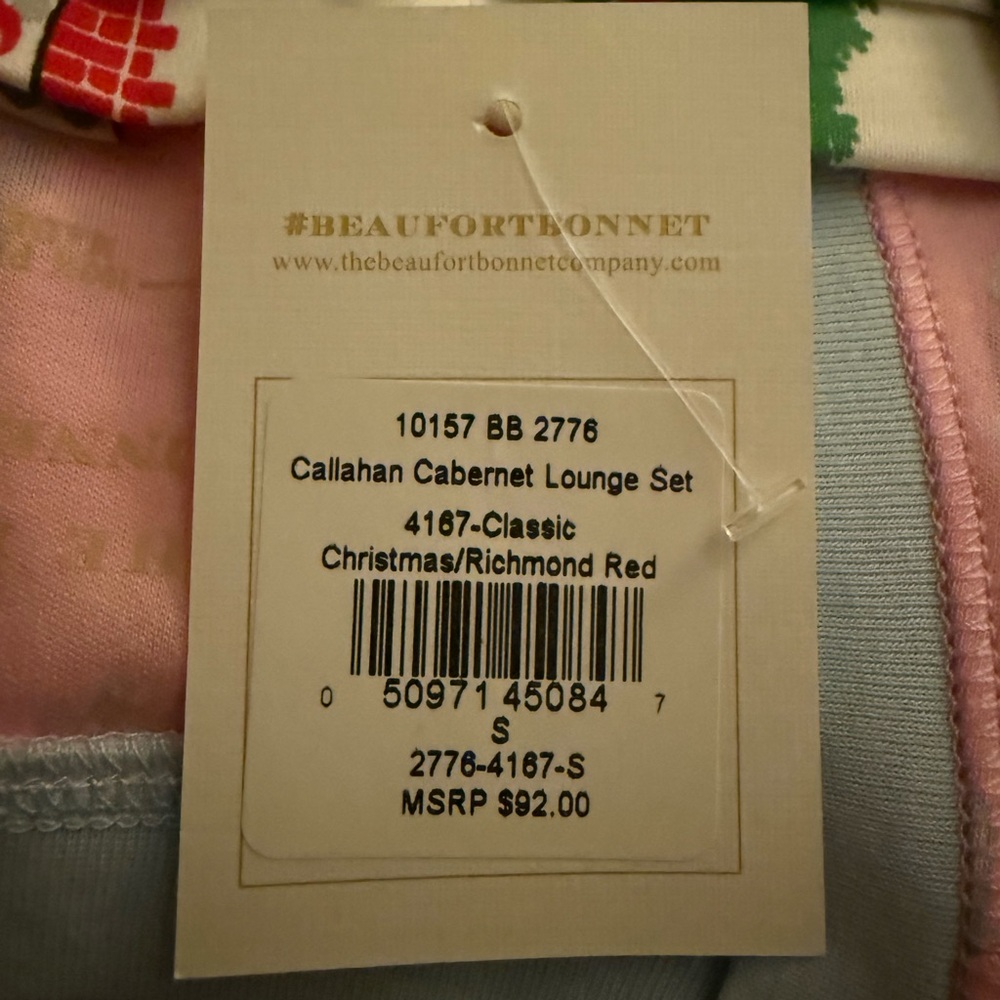 #BEAUFORTBONNET
www.thebeaufortbonnetcompany.com
10157 BB 2776
Callahan Cabernet Lounge Set
4167-Classic
Christmas/Richmond Red
0 50971 45084 7
S
2776-4167-S
MSRP $92.00